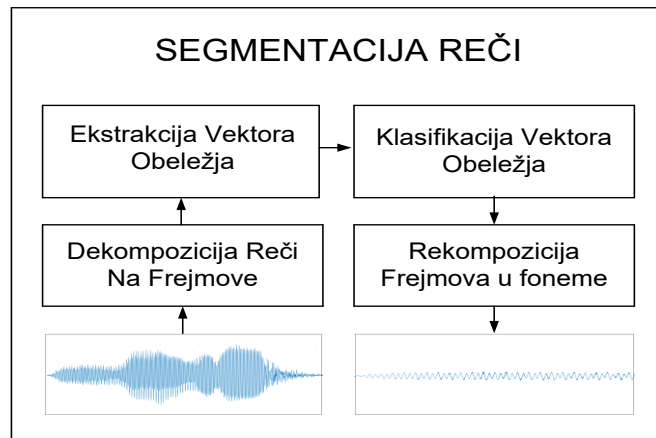 SEGMENTACIJA REČI
Ekstrakcija Vektora
Obeležja
Klasifikacija Vektora
Obeležja
Dekompozicija Reči
Na Frejmove
Rekompozicija
Frejmova u foneme